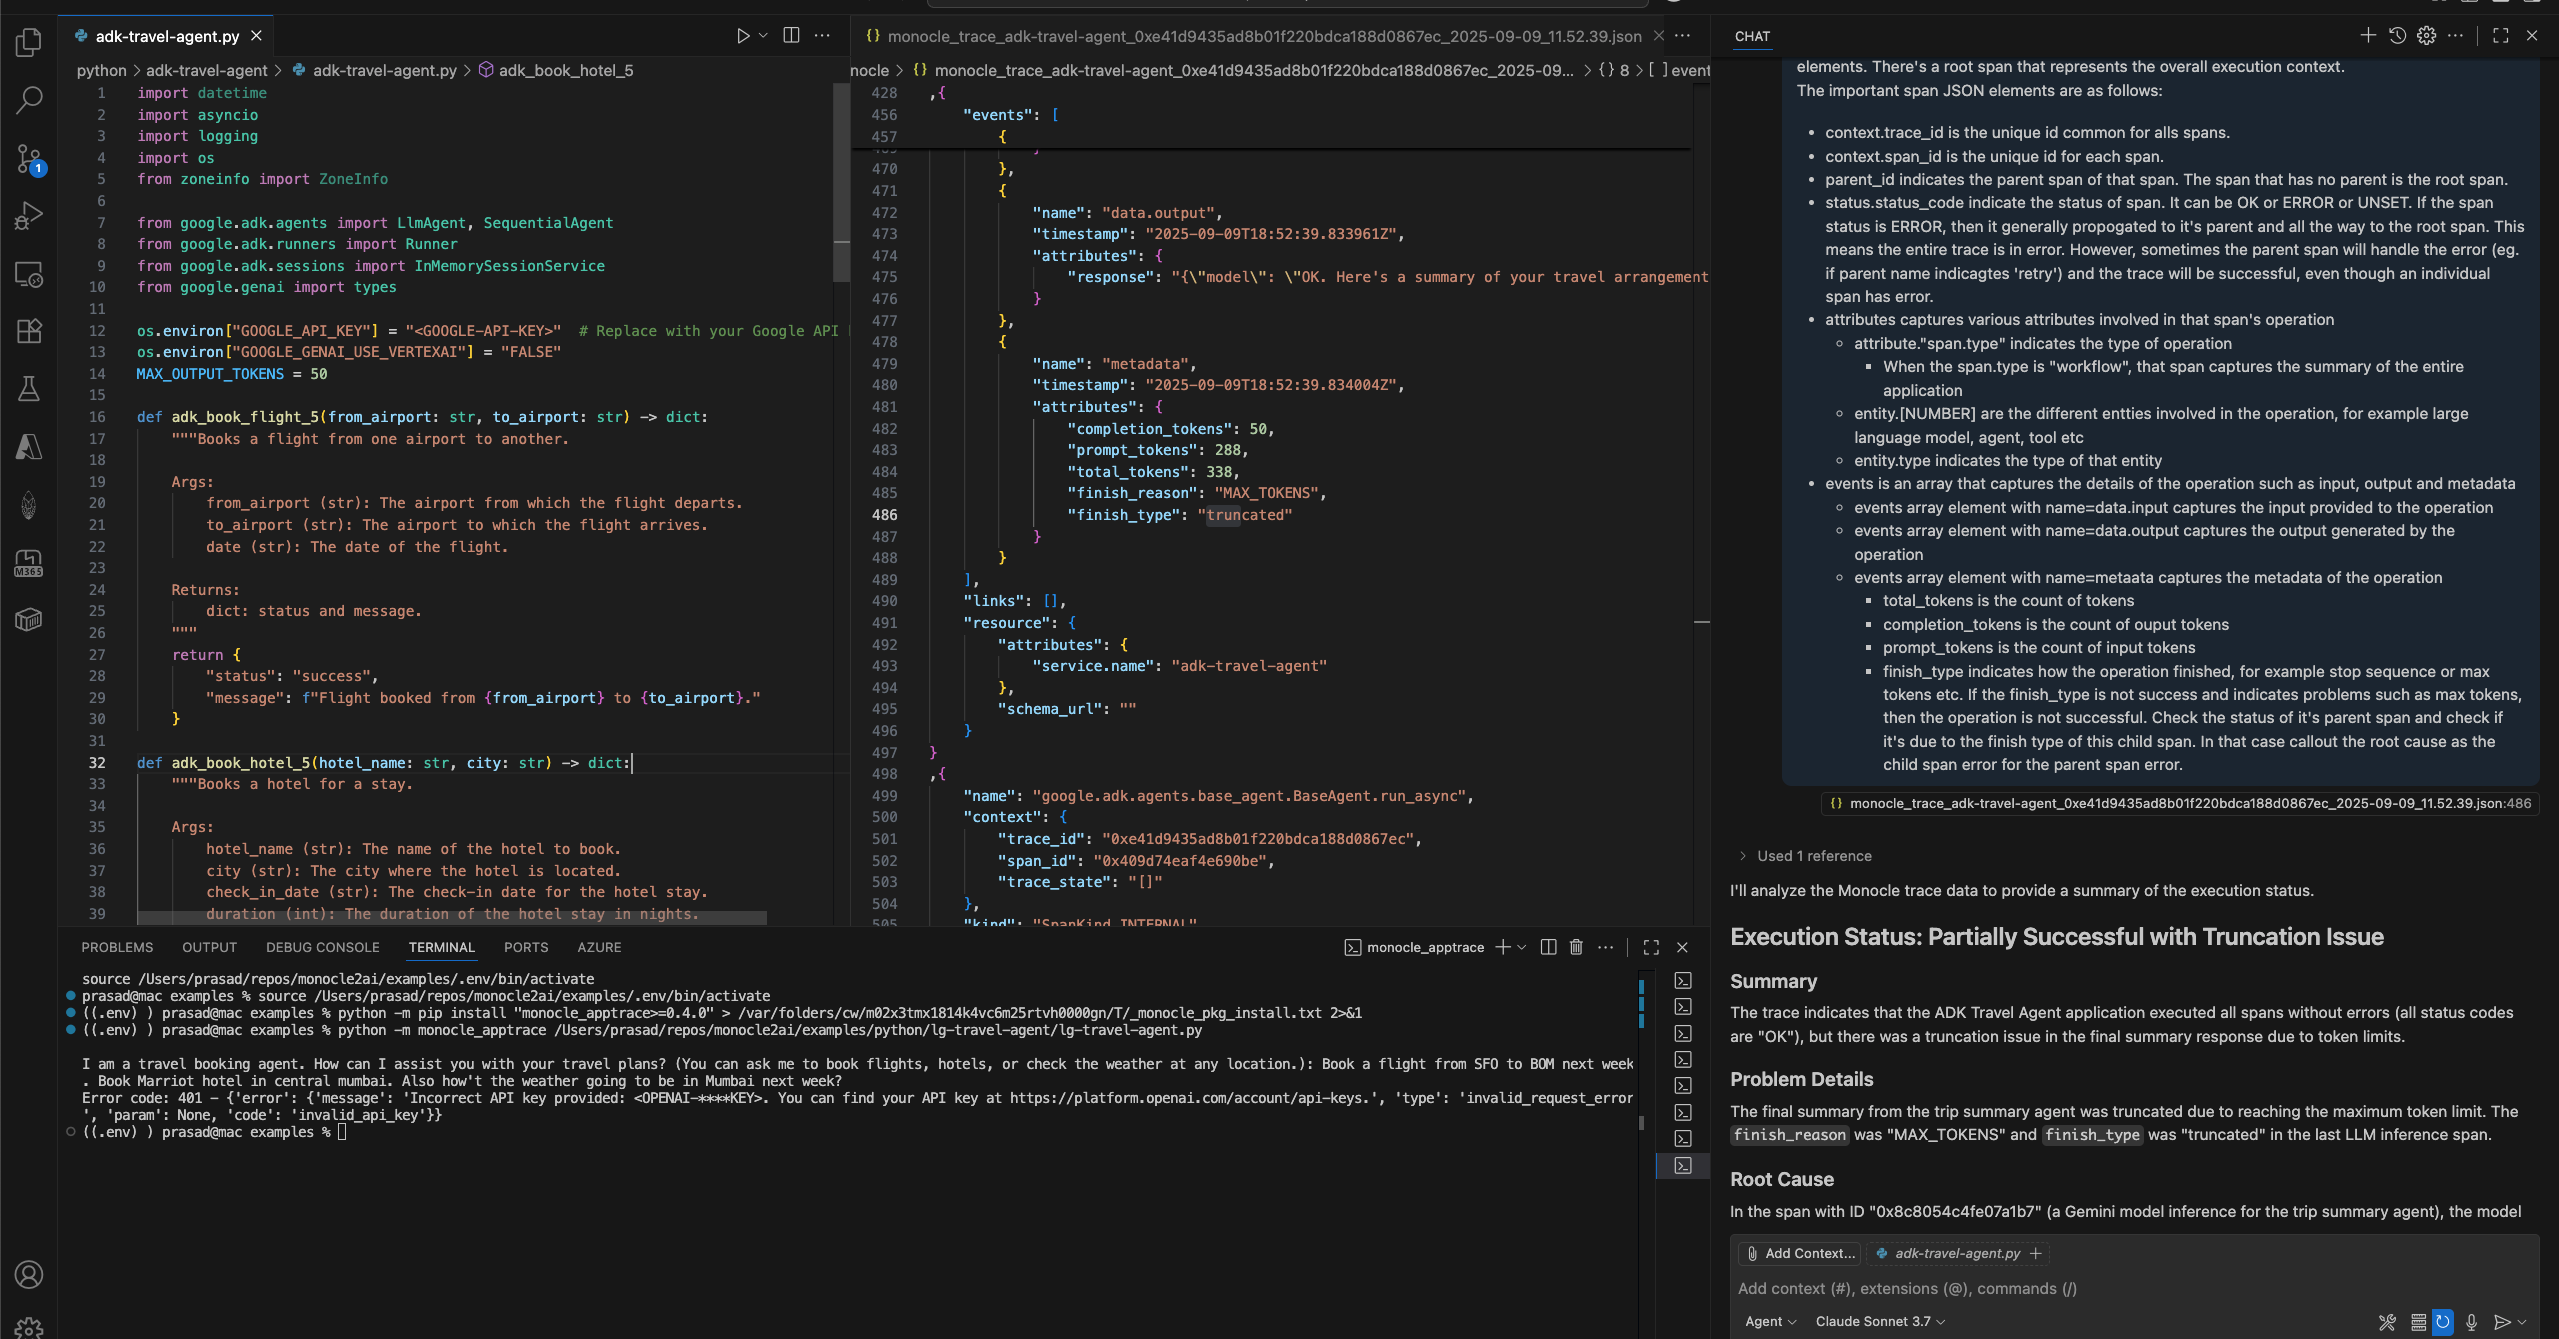 adk-travel-agent.py
python > adk-travel-agent > adk-travel-agent.py > adk_book_hotel_5
1 import datetime
2 import asyncio
3 import logging
4 import os
5 from zoneinfo import ZoneInfo
6
7 from google.adk.agents import LlmAgent, SequentialAgent
8 from google.adk.runners import Runner
9 from google.adk.sessions import InMemorySessionService
10 from google.genai import types
11
12 os.environ["GOOGLE_API_KEY"] = "<GOOGLE-API-KEY>"  # Replace with your Google API
13 os.environ["GOOGLE_GENAI_USE_VERTEXAI"] = "FALSE"
14 MAX_OUTPUT_TOKENS = 50
15
16 def adk_book_flight_5(from_airport: str, to_airport: str) -> dict:
17 """Books a flight from one airport to another.
18
19 Args:
20 from_airport (str): The airport from which the flight departs.
21 to_airport (str): The airport to which the flight arrives.
22 date (str): The date of the flight.
23
24 Returns:
25 dict: status and message.
26 """
27 return {
28 "status": "success",
29 "message": f"Flight booked from {from_airport} to {to_airport}."
30 }
31
32 def adk_book_hotel_5(hotel_name: str, city: str) -> dict:
33 """Books a hotel for a stay.
34
35 Args:
36 hotel_name (str): The name of the hotel to book.
37 city (str): The city where the hotel is located.
38 check_in_date (str): The check-in date for the hotel stay.
39 duration (int): The duration of the hotel stay in nights.
{} monocle_trace_adk-travel-agent_0xe41d9435ad8b01f220bdca188d0867ec_2025-09-09_11.52.39.json
nocle > {} monocle_trace_adk-travel-agent_0xe41d9435ad8b01f220bdca188d0867ec_2025-09... > {} 8 > [ ] event
428 ,{
456 "events": [
457 {
470 },
471 {
472 "name": "data.output",
473 "timestamp": "2025-09-09T18:52:39.833961Z",
474 "attributes": {
475 "response": "{\"model\": \"OK. Here's a summary of your travel arrangement
476 }
477 },
478 {
479 "name": "metadata",
480 "timestamp": "2025-09-09T18:52:39.834004Z",
481 "attributes": {
482 "completion_tokens": 50,
483 "prompt_tokens": 288,
484 "total_tokens": 338,
485 "finish_reason": "MAX_TOKENS",
486 "finish_type": "truncated"
487 }
488 }
489 ],
490 "links": [],
491 "resource": {
492 "attributes": {
493 "service.name": "adk-travel-agent"
494 },
495 "schema_url": ""
496 }
497 }
498 ,{
499 "name": "google.adk.agents.base_agent.BaseAgent.run_async",
500 "context": {
501 "trace_id": "0xe41d9435ad8b01f220bdca188d0867ec",
502 "span_id": "0x409d74eaf4e690be",
503 "trace_state": "[]"
504 },
505 "kind": "SpanKind.INTERNAL"
1
M365
PROBLEMS OUTPUT DEBUG CONSOLE TERMINAL PORTS AZURE
monocle_apptrace
source /Users/prasad/repos/monocle2ai/examples/.env/bin/activate
prasad@mac examples % source /Users/prasad/repos/monocle2ai/examples/.env/bin/activate
((.env) ) prasad@mac examples % python -m pip install "monocle_apptrace>=0.4.0" > /var/folders/cw/m02x3tmx1814k4vc6m25rtvh0000gn/T/_monocle_pkg_install.txt 2>&1
((.env) ) prasad@mac examples % python -m monocle_apptrace /Users/prasad/repos/monocle2ai/examples/python/lg-travel-agent/lg-travel-agent.py
I am a travel booking agent. How can I assist you with your travel plans? (You can ask me to book flights, hotels, or check the weather at any location.): Book a flight from SFO to BOM next week
. Book Marriot hotel in central mumbai. Also how't the weather going to be in Mumbai next week?
Error code: 401 - {'error': {'message': 'Incorrect API key provided: <OPENAI-****KEY>. You can find your API key at https://platform.openai.com/account/api-keys.', 'type': 'invalid_request_error
', 'param': None, 'code': 'invalid_api_key'}}
((.env) ) prasad@mac examples %
CHAT
elements. There's a root span that represents the overall execution context.
The important span JSON elements are as follows:
• context.trace_id is the unique id common for alls spans.
• context.span_id is the unique id for each span.
• parent_id indicates the parent span of that span. The span that has no parent is the root span.
• status.status_code indicate the status of span. It can be OK or ERROR or UNSET. If the span
status is ERROR, then it generally propogated to it's parent and all the way to the root span. This
means the entire trace is in error. However, sometimes the parent span will handle the error (eg.
if parent name indicagtes 'retry') and the trace will be successful, even though an individual
span has error.
• attributes captures various attributes involved in that span's operation
◦ attribute."span.type" indicates the type of operation
▪ When the span.type is "workflow", that span captures the summary of the entire
application
◦ entity.[NUMBER] are the different entties involved in the operation, for example large
language model, agent, tool etc
◦ entity.type indicates the type of that entity
• events is an array that captures the details of the operation such as input, output and metadata
◦ events array element with name=data.input captures the input provided to the operation
◦ events array element with name=data.output captures the output generated by the
operation
◦ events array element with name=metaata captures the metadata of the operation
▪ total_tokens is the count of tokens
▪ completion_tokens is the count of ouput tokens
▪ prompt_tokens is the count of input tokens
▪ finish_type indicates how the operation finished, for example stop sequence or max
tokens etc. If the finish_type is not success and indicates problems such as max tokens,
then the operation is not successful. Check the status of it's parent span and check if
it's due to the finish type of this child span. In that case callout the root cause as the
child span error for the parent span error.
{} monocle_trace_adk-travel-agent_0xe41d9435ad8b01f220bdca188d0867ec_2025-09-09_11.52.39.json:486
> Used 1 reference
I'll analyze the Monocle trace data to provide a summary of the execution status.
Execution Status: Partially Successful with Truncation Issue
Summary
The trace indicates that the ADK Travel Agent application executed all spans without errors (all status codes
are "OK"), but there was a truncation issue in the final summary response due to token limits.
Problem Details
The final summary from the trip summary agent was truncated due to reaching the maximum token limit. The
finish_reason was "MAX_TOKENS" and finish_type was "truncated" in the last LLM inference span.
Root Cause
In the span with ID "0x8c8054c4fe07a1b7" (a Gemini model inference for the trip summary agent), the model
Add Context... adk-travel-agent.py
Add context (#), extensions (@), commands (/)
Agent Claude Sonnet 3.7